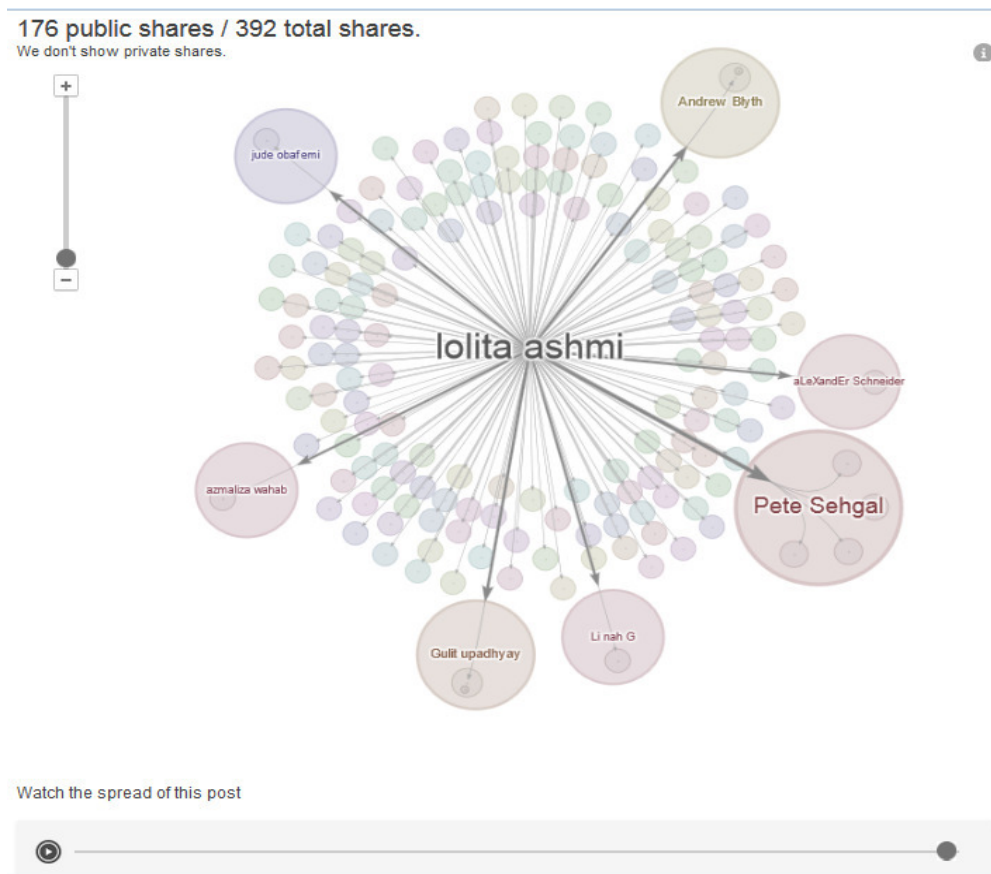 176 public shares / 392 total shares.
We don't show private shares.
+
Andrew Blyth
jude obafemi
−
lolita ashmi
aLeXandEr Schneider
azmaliza wahab
Pete Sehgal
Li nah G
Gulit upadhyay
Watch the spread of this post